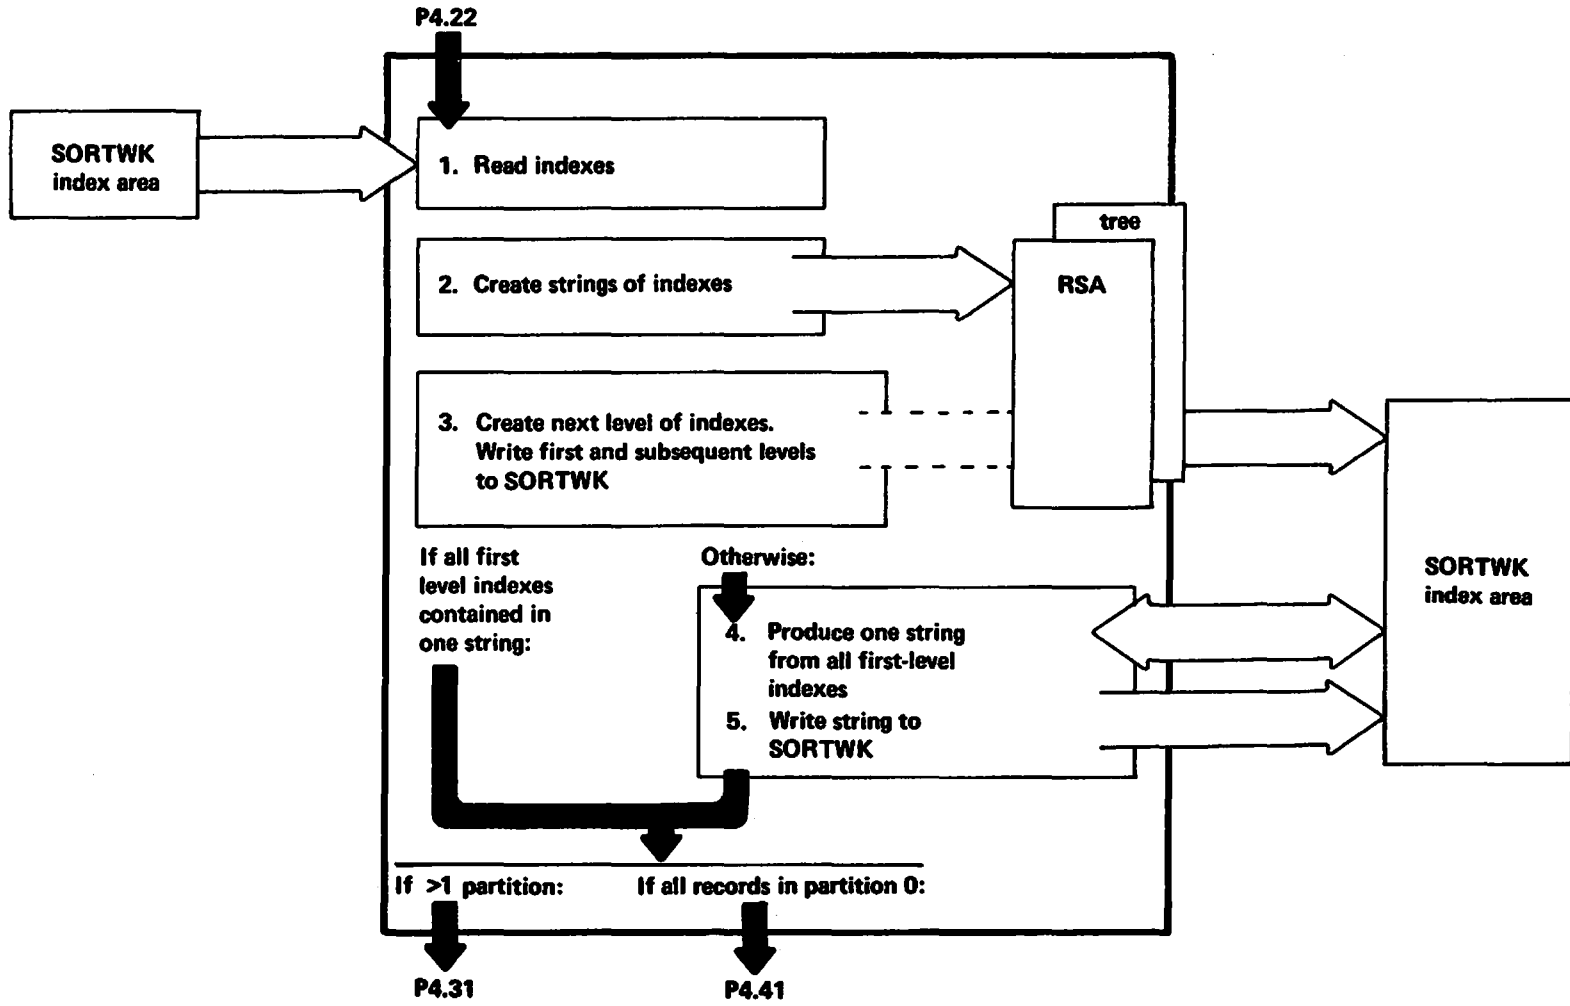 P4.22
SORTWK
index area
1. Read indexes
tree
2. Create strings of indexes
RSA
3. Create next level of indexes.
Write first and subsequent levels
to SORTWK
If all first
level indexes
contained in
one string:
Otherwise:
4. Produce one string
from all first-level
indexes
5. Write string to
SORTWK
SORTWK
index area
If >1 partition:
If all records in partition 0:
P4.31
P4.41